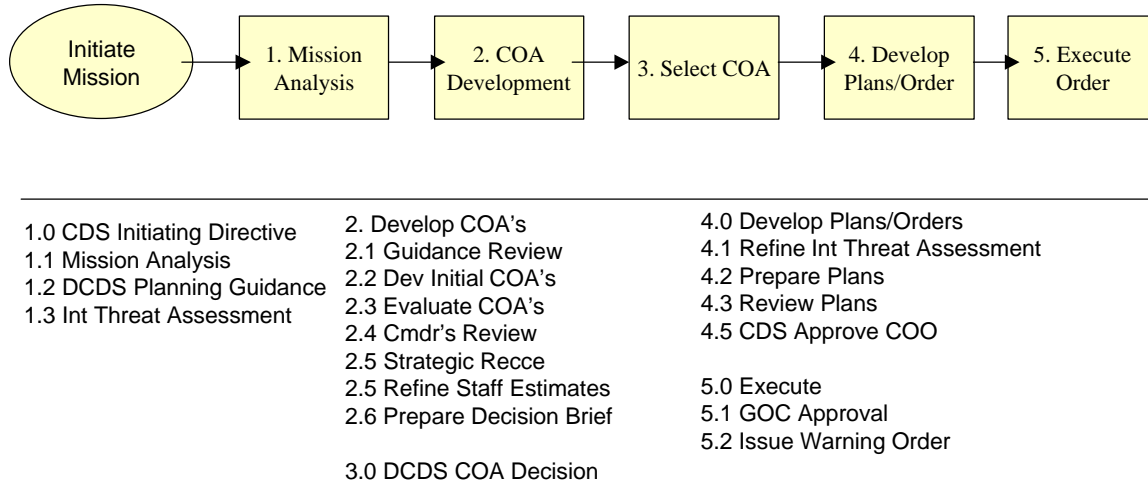 Initiate
Mission
1. Mission
Analysis
2. COA
Development
3. Select COA
4. Develop
Plans/Order
5. Execute
Order
1.0 CDS Initiating Directive
1.1 Mission Analysis
1.2 DCDS Planning Guidance
1.3 Int Threat Assessment
2. Develop COA's
2.1 Guidance Review
2.2 Dev Initial COA's
2.3 Evaluate COA's
2.4 Cmdr's Review
2.5 Strategic Recce
2.5 Refine Staff Estimates
2.6 Prepare Decision Brief
3.0 DCDS COA Decision
4.0 Develop Plans/Orders
4.1 Refine Int Threat Assessment
4.2 Prepare Plans
4.3 Review Plans
4.5 CDS Approve COO
5.0 Execute
5.1 GOC Approval
5.2 Issue Warning Order